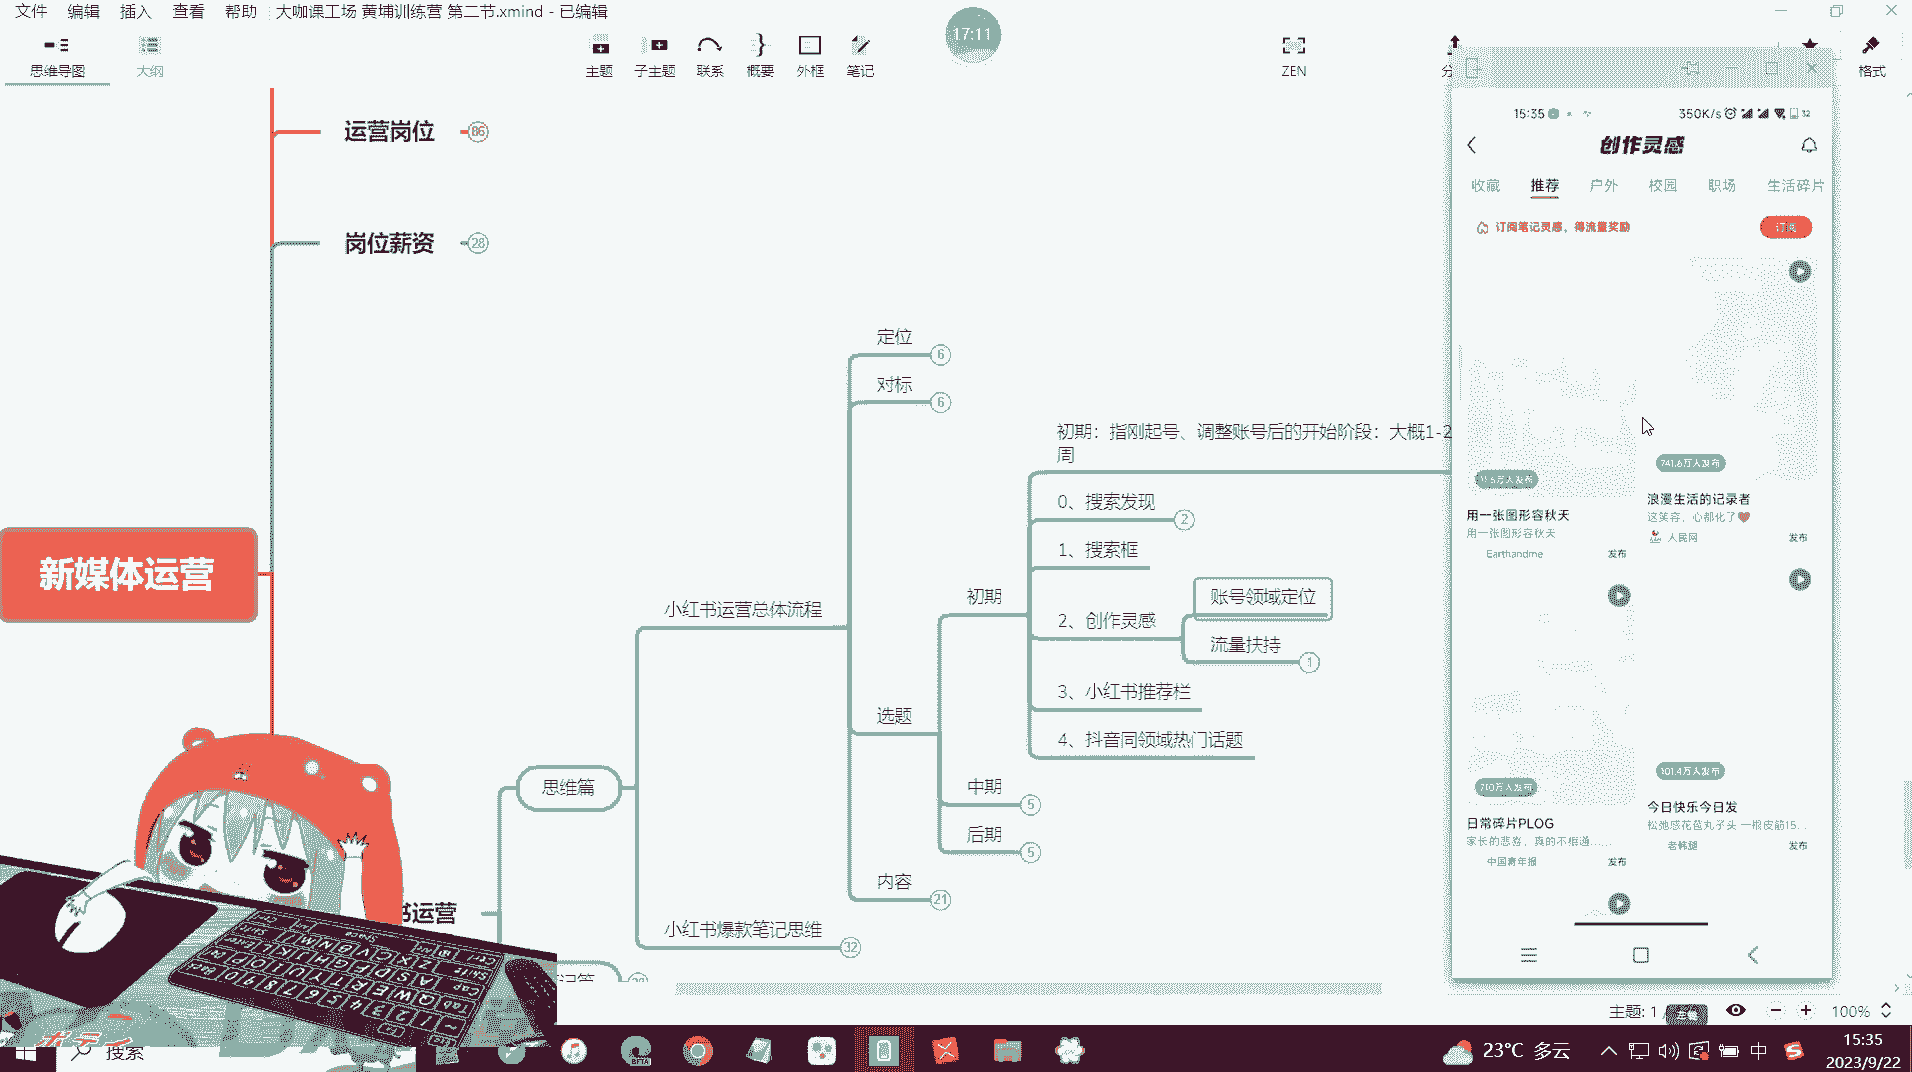 文件 编辑 插入 查看 帮助 大咖课工场 黄埔训练营 第二节.xmind - 已编辑
17:11
思维导图 大纲 主题 子主题 联系 概要 外框 笔记 ZEN 格式
运营岗位 86
岗位薪资 28
新媒体运营
书运营
思维篇
小红书运营总体流程
定位 6
对标 6
选题
初期
初期：指刚起号、调整账号后的开始阶段：大概1-2
周
0、搜索发现 2
1、搜索框
2、创作灵感
账号领域定位
流量扶持 1
3、小红书推荐栏
4、抖音同领域热门话题
中期 5
后期 5
内容 21
小红书爆款笔记思维 32
15:35 350K/s 32
创作灵感
收藏 推荐 户外 校园 职场 生活碎片
订阅笔记灵感，得流量奖励 订阅
741.6万人发布
用一张图形容秋天
用一张图形容秋天
Earthandme 发布
浪漫生活的记录者
这笑容，心都化了
人民网 发布
710万人发布
日常碎片PLOG
中国青年报 发布
101.4万人发布
今日快乐今日发
松弛感花苞丸子头 一根皮筋15...
发布
主题: 1 100%
搜索
23°C 多云 中
15:35
2023/9/22